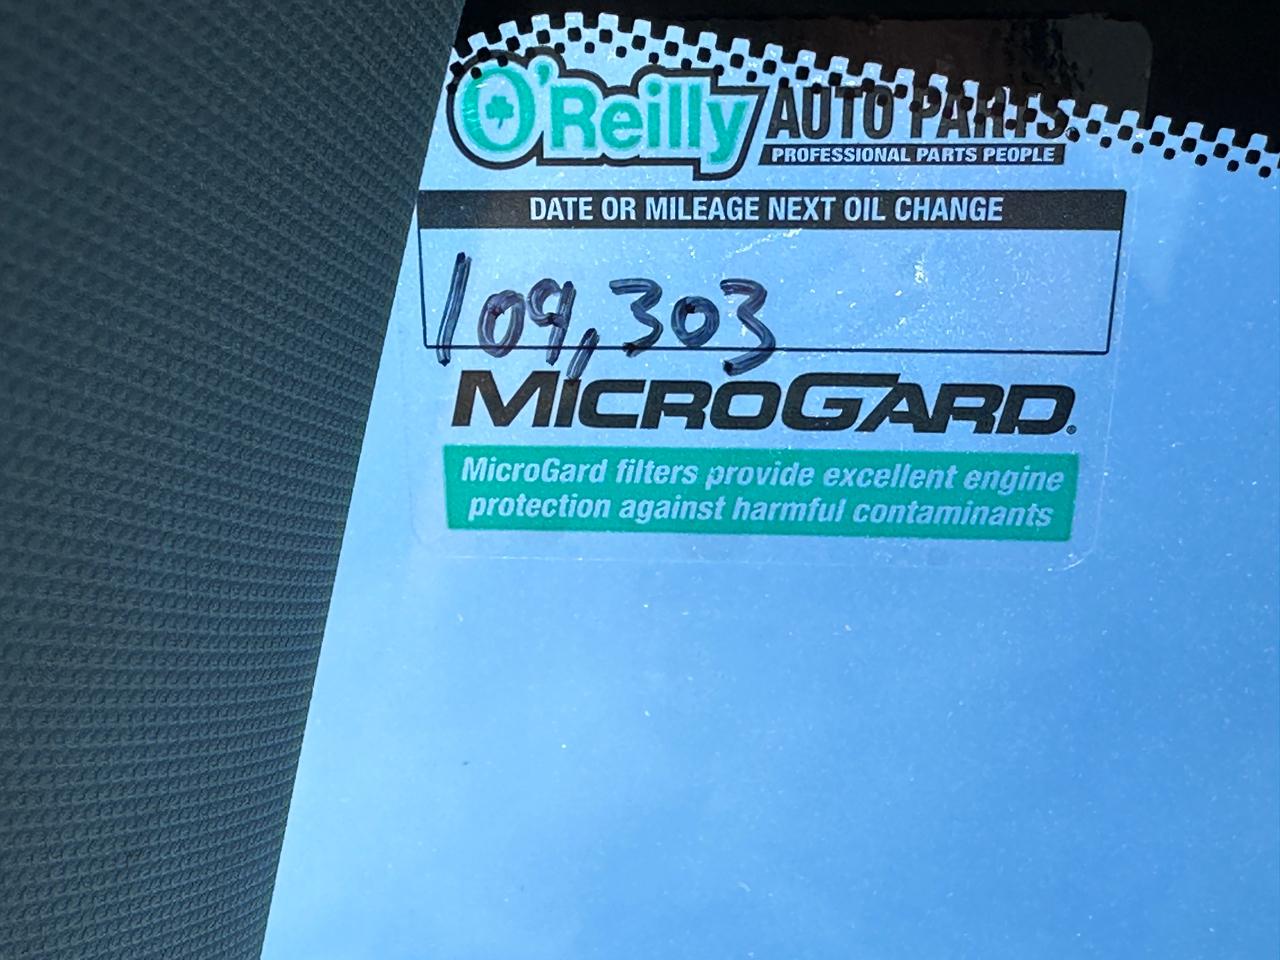 O'Reilly AUTO PARTS®
PROFESSIONAL PARTS PEOPLE
DATE OR MILEAGE NEXT OIL CHANGE
109,303
MICROGARD®
MicroGard filters provide excellent engine
protection against harmful contaminants